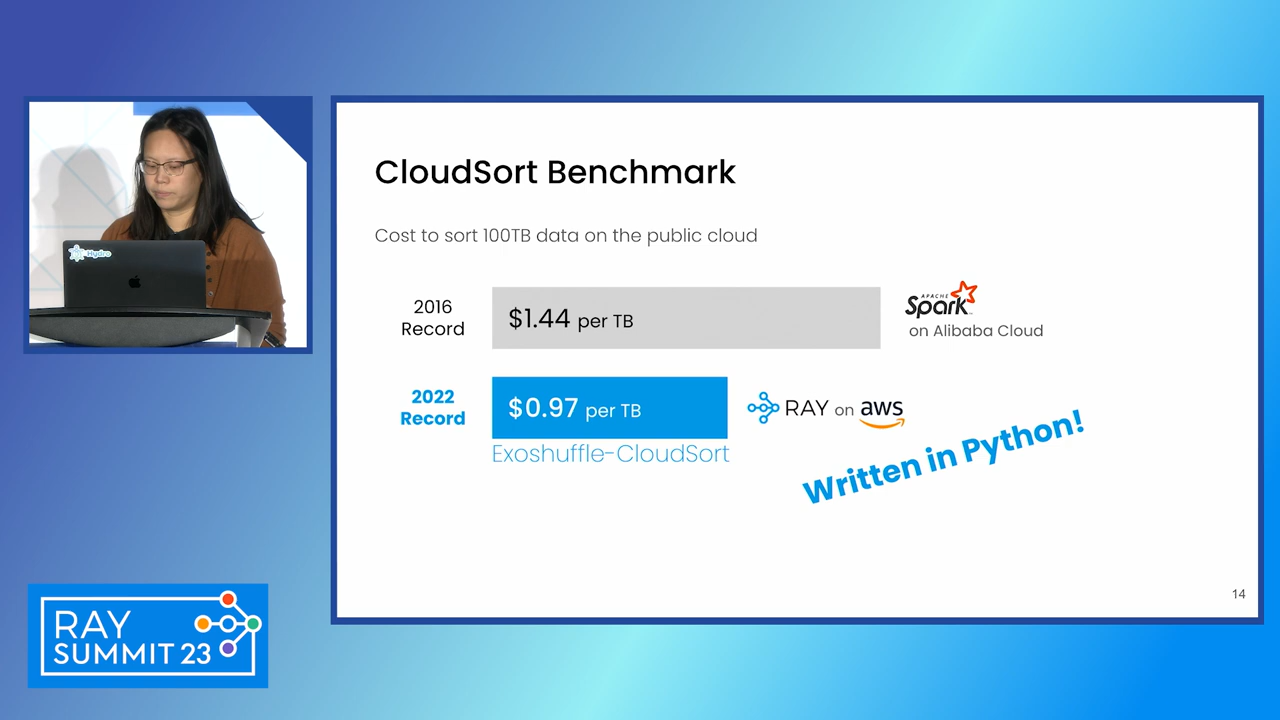 Hydro
CloudSort Benchmark
Cost to sort 100TB data on the public cloud
2016
Record
$1.44 per TB
APACHE
Spark
on Alibaba Cloud
2022
Record
$0.97 per TB
RAY on aws
Exoshuffle-CloudSort
Written in Python!
14
RAY
SUMMIT 23